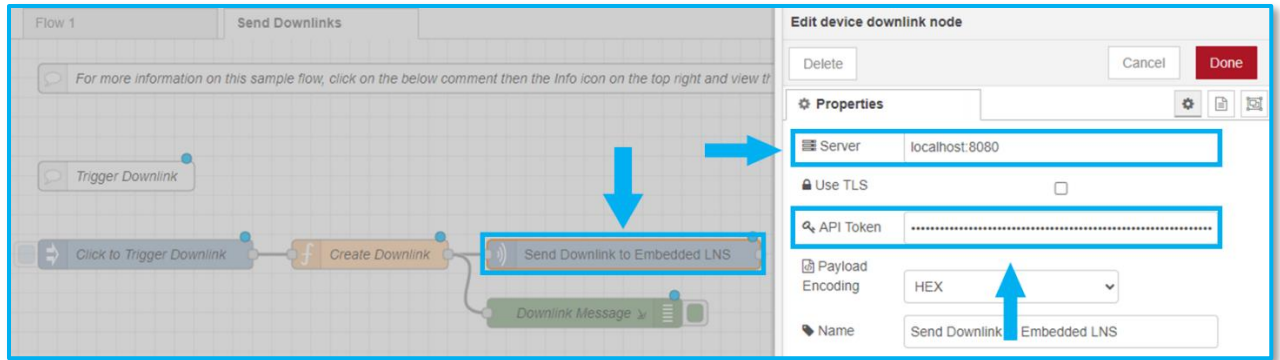 Flow 1
Send Downlinks
For more information on this sample flow, click on the below comment then the Info icon on the top right and view th
Trigger Downlink
Click to Trigger Downlink
Create Downlink
Send Downlink to Embedded LNS
Downlink Message
Edit device downlink node
Delete
Cancel
Done
Properties
Server
localhost:8080
Use TLS
API Token
Payload
Encoding
HEX
Name
Send Downlink Embedded LNS